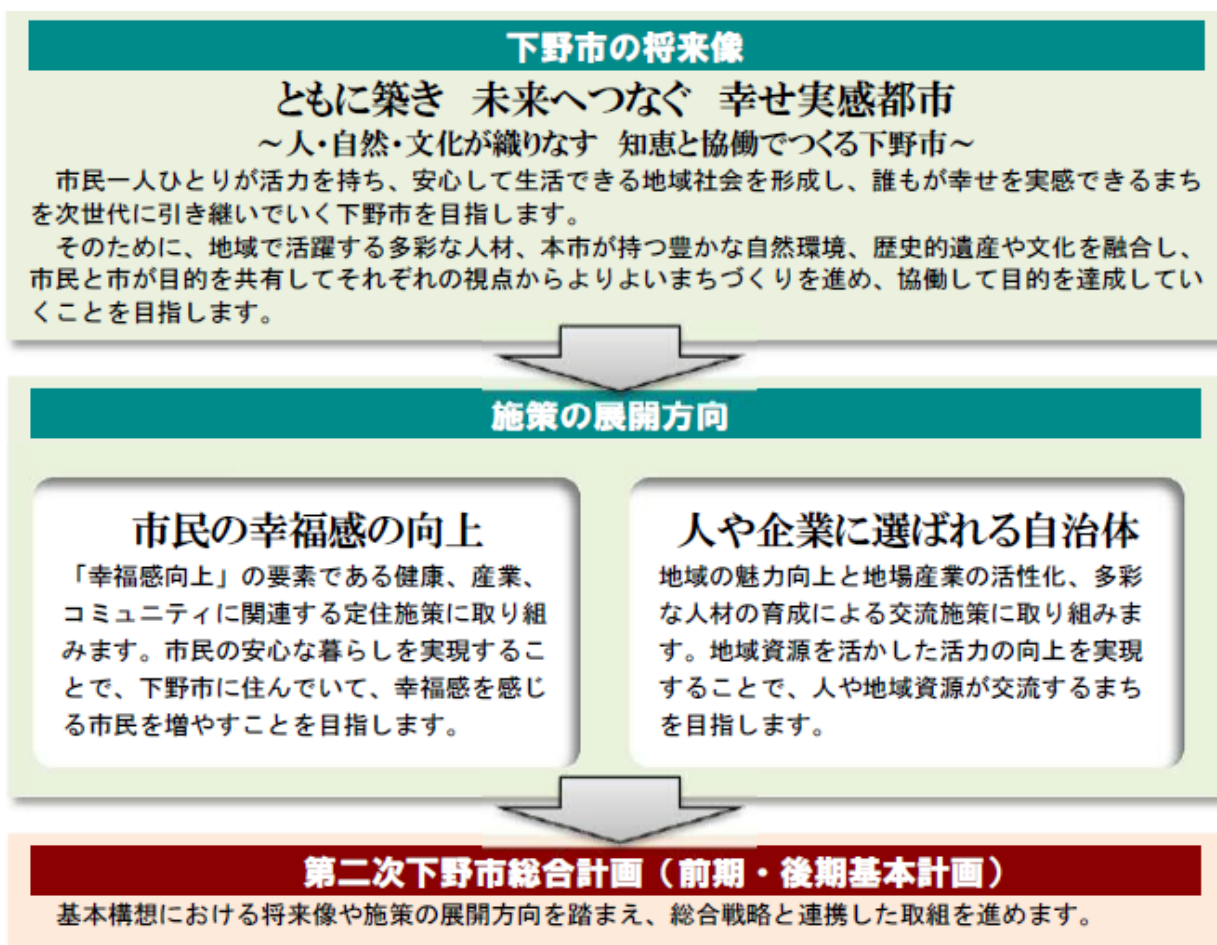 下野市の将来像
ともに築き 未来へつなぐ 幸せ実感都市
~人・自然・文化が織りなす 知恵と協働でつくる下野市~
市民一人ひとりが活力を持ち、安心して生活できる地域社会を形成し、誰もが幸せを実感できるまち
を次世代に引き継いでいく下野市を目指します。
そのために、地域で活躍する多彩な人材、本市が持つ豊かな自然環境、歴史的遺産や文化を融合し、
市民と市が目的を共有してそれぞれの視点からよりよいまちづくりを進め、協働して目的を達成してい
くことを目指します。
施策の展開方向
市民の幸福感の向上
「幸福感向上」の要素である健康、産業、
コミュニティに関連する定住施策に取り組
みます。市民の安心な暮らしを実現するこ
とで、下野市に住んでいて、幸福感を感じ
る市民を増やすことを目指します。
人や企業に選ばれる自治体
地域の魅力向上と地場産業の活性化、多彩
な人材の育成による交流施策に取り組みま
す。地域資源を活かした活力の向上を実現
することで、人や地域資源が交流するまち
を目指します。
第二次下野市総合計画(前期・後期基本計画)
基本構想における将来像や施策の展開方向を踏まえ、総合戦略と連携した取組を進めます。